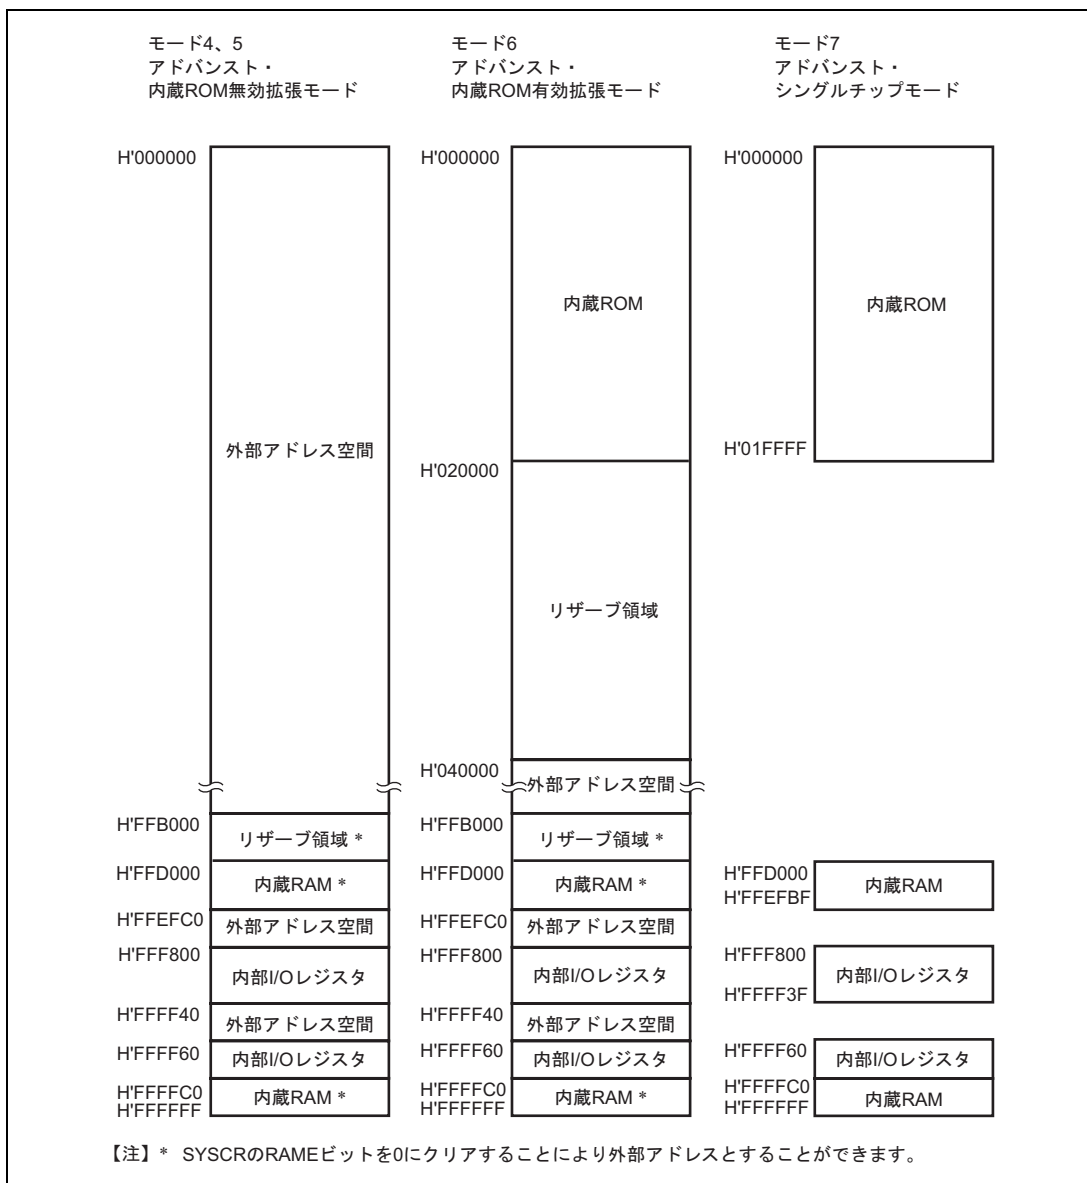 モード4、5
アドバンスト・
内蔵ROM無効拡張モード
H'000000
外部アドレス空間
H'FFB000
リザーブ領域 *
H'FFD000
内蔵RAM *
H'FFEFC0
外部アドレス空間
H'FFF800
内部I/Oレジスタ
H'FFFF40
外部アドレス空間
H'FFFF60
内部I/Oレジスタ
H'FFFFC0
H'FFFFFF
内蔵RAM *
モード6
アドバンスト・
内蔵ROM有効拡張モード
H'000000
内蔵ROM
H'020000
リザーブ領域
H'040000
外部アドレス空間
H'FFB000
リザーブ領域 *
H'FFD000
内蔵RAM *
H'FFEFC0
外部アドレス空間
H'FFF800
内部I/Oレジスタ
H'FFFF40
外部アドレス空間
H'FFFF60
内部I/Oレジスタ
H'FFFFC0
H'FFFFFF
内蔵RAM *
モード7
アドバンスト・
シングルチップモード
H'000000
内蔵ROM
H'01FFFF
H'FFD000
H'FFEFBF
内蔵RAM
H'FFF800
内部I/Oレジスタ
H'FFFF3F
H'FFFF60
内部I/Oレジスタ
H'FFFFC0
H'FFFFFF
内蔵RAM
【注】* SYSCRのRAMEビットを0にクリアすることにより外部アドレスとすることができます。